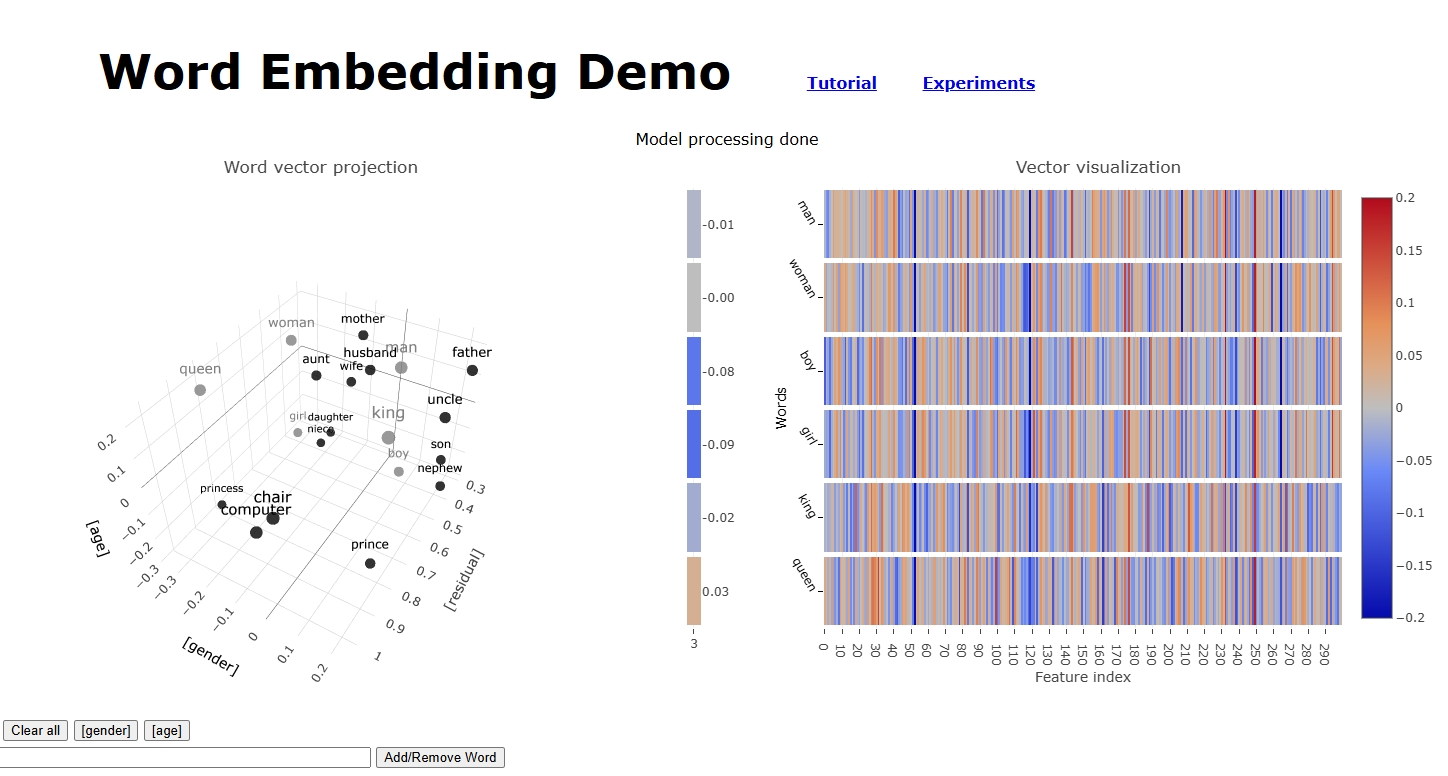 Word Embedding Demo
Tutorial
Experiments
Model processing done
Word vector projection
Vector visualization
woman
mother
man
queen
aunt
husband
wife
father
king
uncle
girl
daughter
niece
boy
son
nephew
princess
chair
computer
prince
0.2
0.1
0
−0.1
−0.2
−0.3
[age]
−0.3
−0.2
−0.1
0
0.1
0.2
[gender]
0.3
0.4
0.5
0.6
0.7
0.8
0.9
1
[residual]
-0.01
-0.00
-0.08
-0.09
-0.02
0.03
3
Words
man
woman
boy
girl
king
queen
0 10 20 30 40 50 60 70 80 90 100 110 120 130 140 150 160 170 180 190 200 210 220 230 240 250 260 270 280 290
Feature index
0.2
0.15
0.1
0.05
0
−0.05
−0.1
−0.15
−0.2
Clear all [gender] [age]
Add/Remove Word